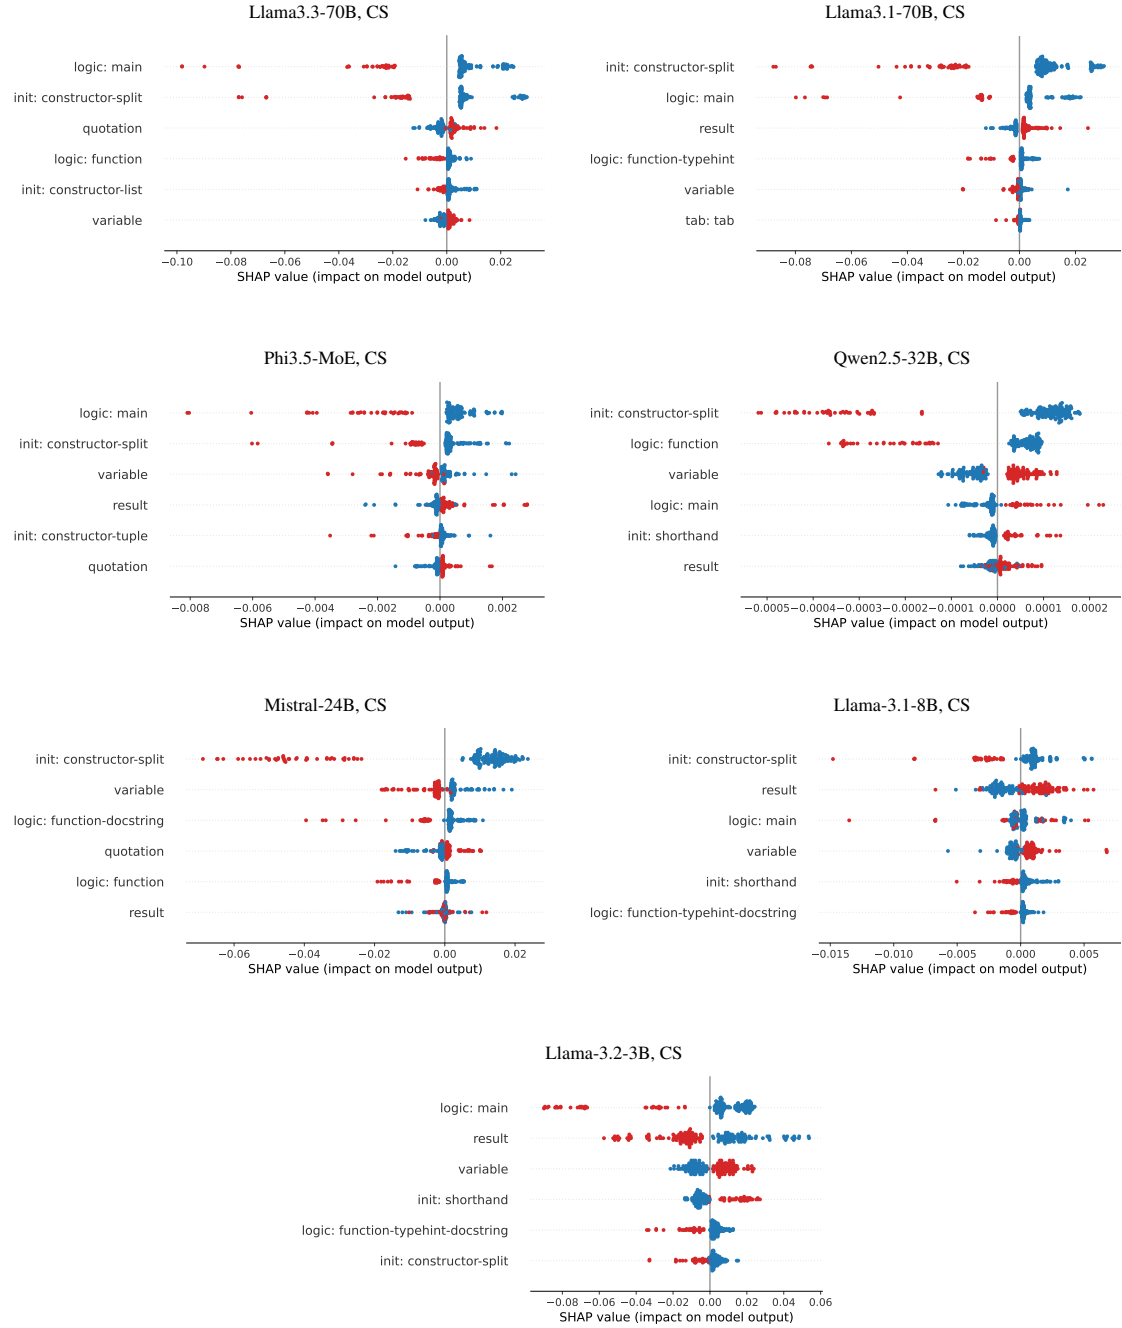 Llama3.3-70B, CS
logic: main
init: constructor-split
quotation
logic: function
init: constructor-list
variable
−0.10 −0.08 −0.06 −0.04 −0.02 0.00 0.02
SHAP value (impact on model output)
Llama3.1-70B, CS
init: constructor-split
logic: main
result
logic: function-typehint
variable
tab: tab
−0.08 −0.06 −0.04 −0.02 0.00 0.02
SHAP value (impact on model output)
Phi3.5-MoE, CS
logic: main
init: constructor-split
variable
result
init: constructor-tuple
quotation
−0.008 −0.006 −0.004 −0.002 0.000 0.002
SHAP value (impact on model output)
Qwen2.5-32B, CS
init: constructor-split
logic: function
variable
logic: main
init: shorthand
result
−0.0005 −0.0004 −0.0003 −0.0002 −0.0001 0.0000 0.0001 0.0002
SHAP value (impact on model output)
Mistral-24B, CS
init: constructor-split
variable
logic: function-docstring
quotation
logic: function
result
−0.06 −0.04 −0.02 0.00 0.02
SHAP value (impact on model output)
Llama-3.1-8B, CS
init: constructor-split
result
logic: main
variable
init: shorthand
logic: function-typehint-docstring
−0.015 −0.010 −0.005 0.000 0.005
SHAP value (impact on model output)
Llama-3.2-3B, CS
logic: main
result
variable
init: shorthand
logic: function-typehint-docstring
init: constructor-split
−0.08 −0.06 −0.04 −0.02 0.00 0.02 0.04 0.06
SHAP value (impact on model output)